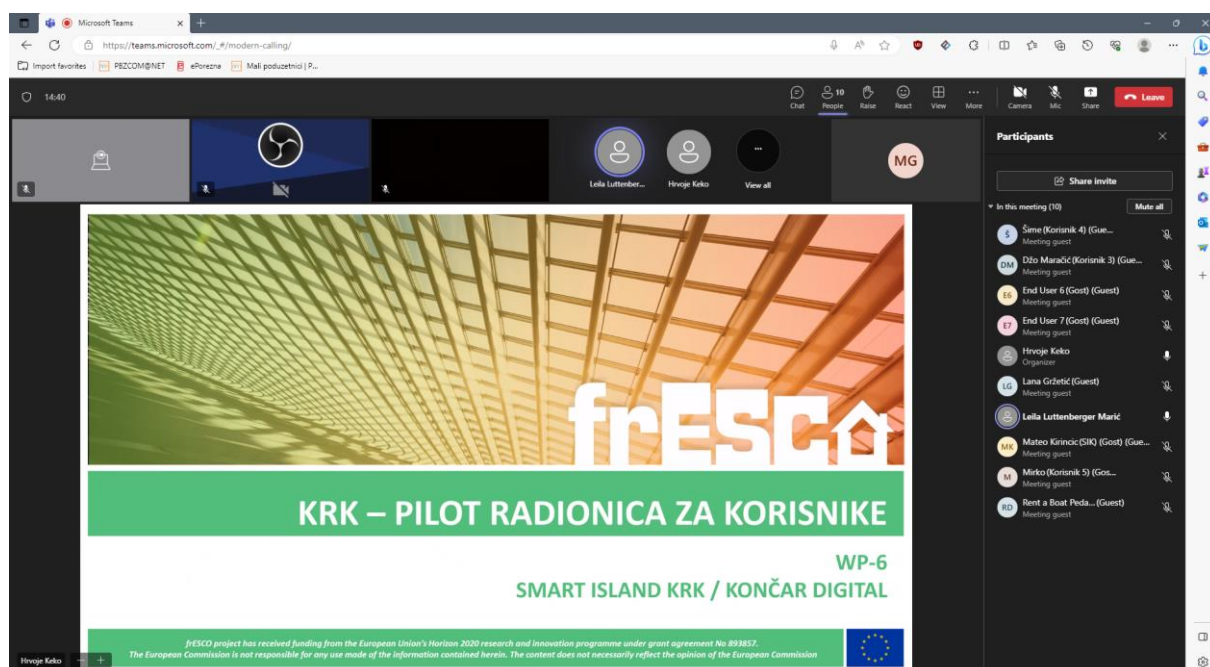 Microsoft Teams
https://teams.microsoft.com/_#/modern-calling/
Import favorites
PBZCOM@NET
ePorezna
Mali poduzetnici | P...
14:40
Chat
10
People
Raise
React
View
More
Camera
Mic
Share
Leave
Leila Luttenber...
Hrvoje Keko
View all
MG
Participants
Share invite
In this meeting (10)
Mute all
Š
Šime (Korisnik 4) (Gue...
Meeting guest
DM
Džo Maračić (Korisnik 3) (Gue...
Meeting guest
E6
End User 6 (Gost) (Guest)
Meeting guest
E7
End User 7 (Gost) (Guest)
Meeting guest
Hrvoje Keko
Organizer
LG
Lana Gržetić (Guest)
Meeting guest
Leila Luttenberger Marić
MK
Mateo Kirincic (SIK) (Gost) (Gue...
Meeting guest
M
Mirko (Korisnik 5) (Gos...
Meeting guest
RD
Rent a Boat Peda... (Guest)
Meeting guest
frESCO
KRK – PILOT RADIONICA ZA KORISNIKE
WP-6
SMART ISLAND KRK / KONČAR DIGITAL
frESCO project has received funding from the European Union's Horizon 2020 research and innovation programme under grant agreement No 893857.
The European Commission is not responsible for any use made of the information contained herein. The content does not necessarily reflect the opinion of the European Commission
Hrvoje Keko